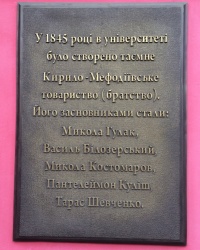 У 1845 році в університеті
було створено таємне
Кирило-Мефодіївське
товариство (братство).
Його засновниками стали:
Микола Гулак,
Василь Білозерський,
Микола Костомаров,
Пантелеймон Куліш,
Тарас Шевченко.